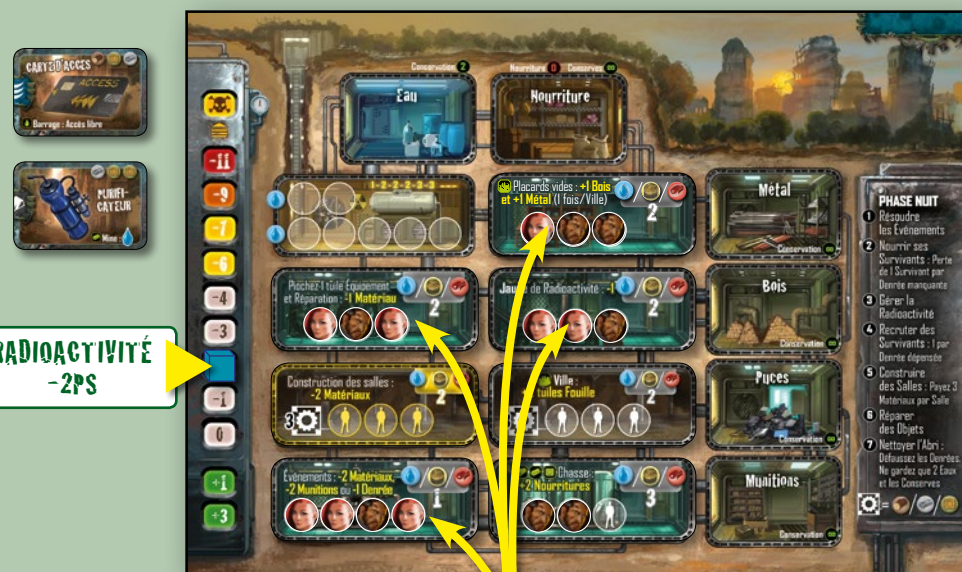 CARTE D'ACCÈS
ACCESS
Barrage : Accès libre
PURIFI-
CATEUR
Mine :
RADIOACTIVITÉ
-2PS
-11
-9
-7
-6
-4
-3
-1
0
+1
+3
Conservation 2
Eau
Nourriture 0 Conserves ∞
Nourriture
1-2-2-2-3-3
Placards vides : +1 Bois
et +1 Métal (1 fois/Ville)
2
Métal
Conservation ∞
Piochez 1 tuile Équipement
et Réparation : -1 Matériau
2
Jauge de Radioactivité : -1
2
Bois
Conservation ∞
Construction des salles :
-2 Matériaux
2
3
Ville :
tuiles Fouille
2
Puces
Conservation ∞
Événements : -2 Matériaux,
-2 Munitions ou -1 Denrée
1
Chasse :
+2 Nourritures
3
Munitions
Conservation ∞
PHASE NUIT
1 Résoudre
les Événements
2 Nourrir ses
Survivants : Perte
de 1 Survivant par
Denrée manquante
3 Gérer la
Radioactivité
4 Recruter des
Survivants : 1 par
Denrée dépensée
5 Construire
des Salles : Payez 3
Matériaux par Salle
6 Réparer
des Objets
7 Nettoyer l'Abri :
Défaussez les Denrées.
Ne gardez que 2 Eaux
et les Conserves
= / /